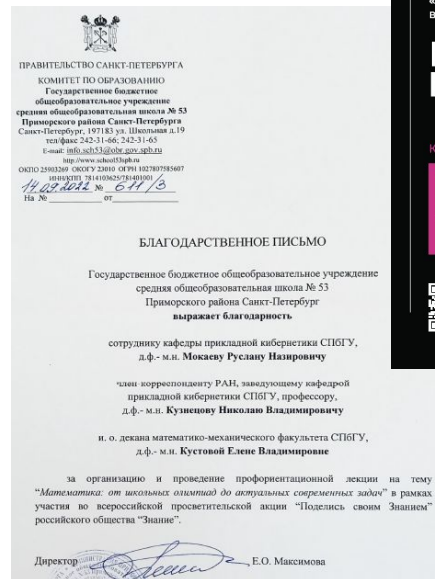 ПРАВИТЕЛЬСТВО САНКТ-ПЕТЕРБУРГА
КОМИТЕТ ПО ОБРАЗОВАНИЮ
Государственное бюджетное
общеобразовательное учреждение
средняя общеобразовательная школа № 53
Приморского района Санкт-Петербурга
Санкт-Петербург, 197183 ул. Школьная д.19
тел/факс 242-31-66; 242-31-65
E-mail: info.sch53@obr.gov.spb.ru
http://www.school53spb.ru
ОКПО 25903269 ОКОГУ 23010 ОГРН 1027807585607
ИНН/КПП 7814103625/781401001
14.09.2022 № 611/3
На № от
БЛАГОДАРСТВЕННОЕ ПИСЬМО
Государственное бюджетное общеобразовательное учреждение
средняя общеобразовательная школа № 53
Приморского района Санкт-Петербург
выражает благодарность
сотруднику кафедры прикладной кибернетики СПбГУ,
д.ф.- м.н. Мокаеву Руслану Назировичу
член-корреспонденту РАН, заведующему кафедрой
прикладной кибернетики СПбГУ, профессору,
д.ф.- м.н. Кузнецову Николаю Владимировичу
и. о. декана математико-механического факультета СПбГУ,
д.ф.- м.н. Кустовой Елене Владимировне
за организацию и проведение профориентационной лекции на тему
“Математика: от школьных олимпиад до актуальных современных задач” в рамках
участия во всероссийской просветительской акции “Поделись своим Знанием”
российского общества “Знание”.
Директор Е.О. Максимова